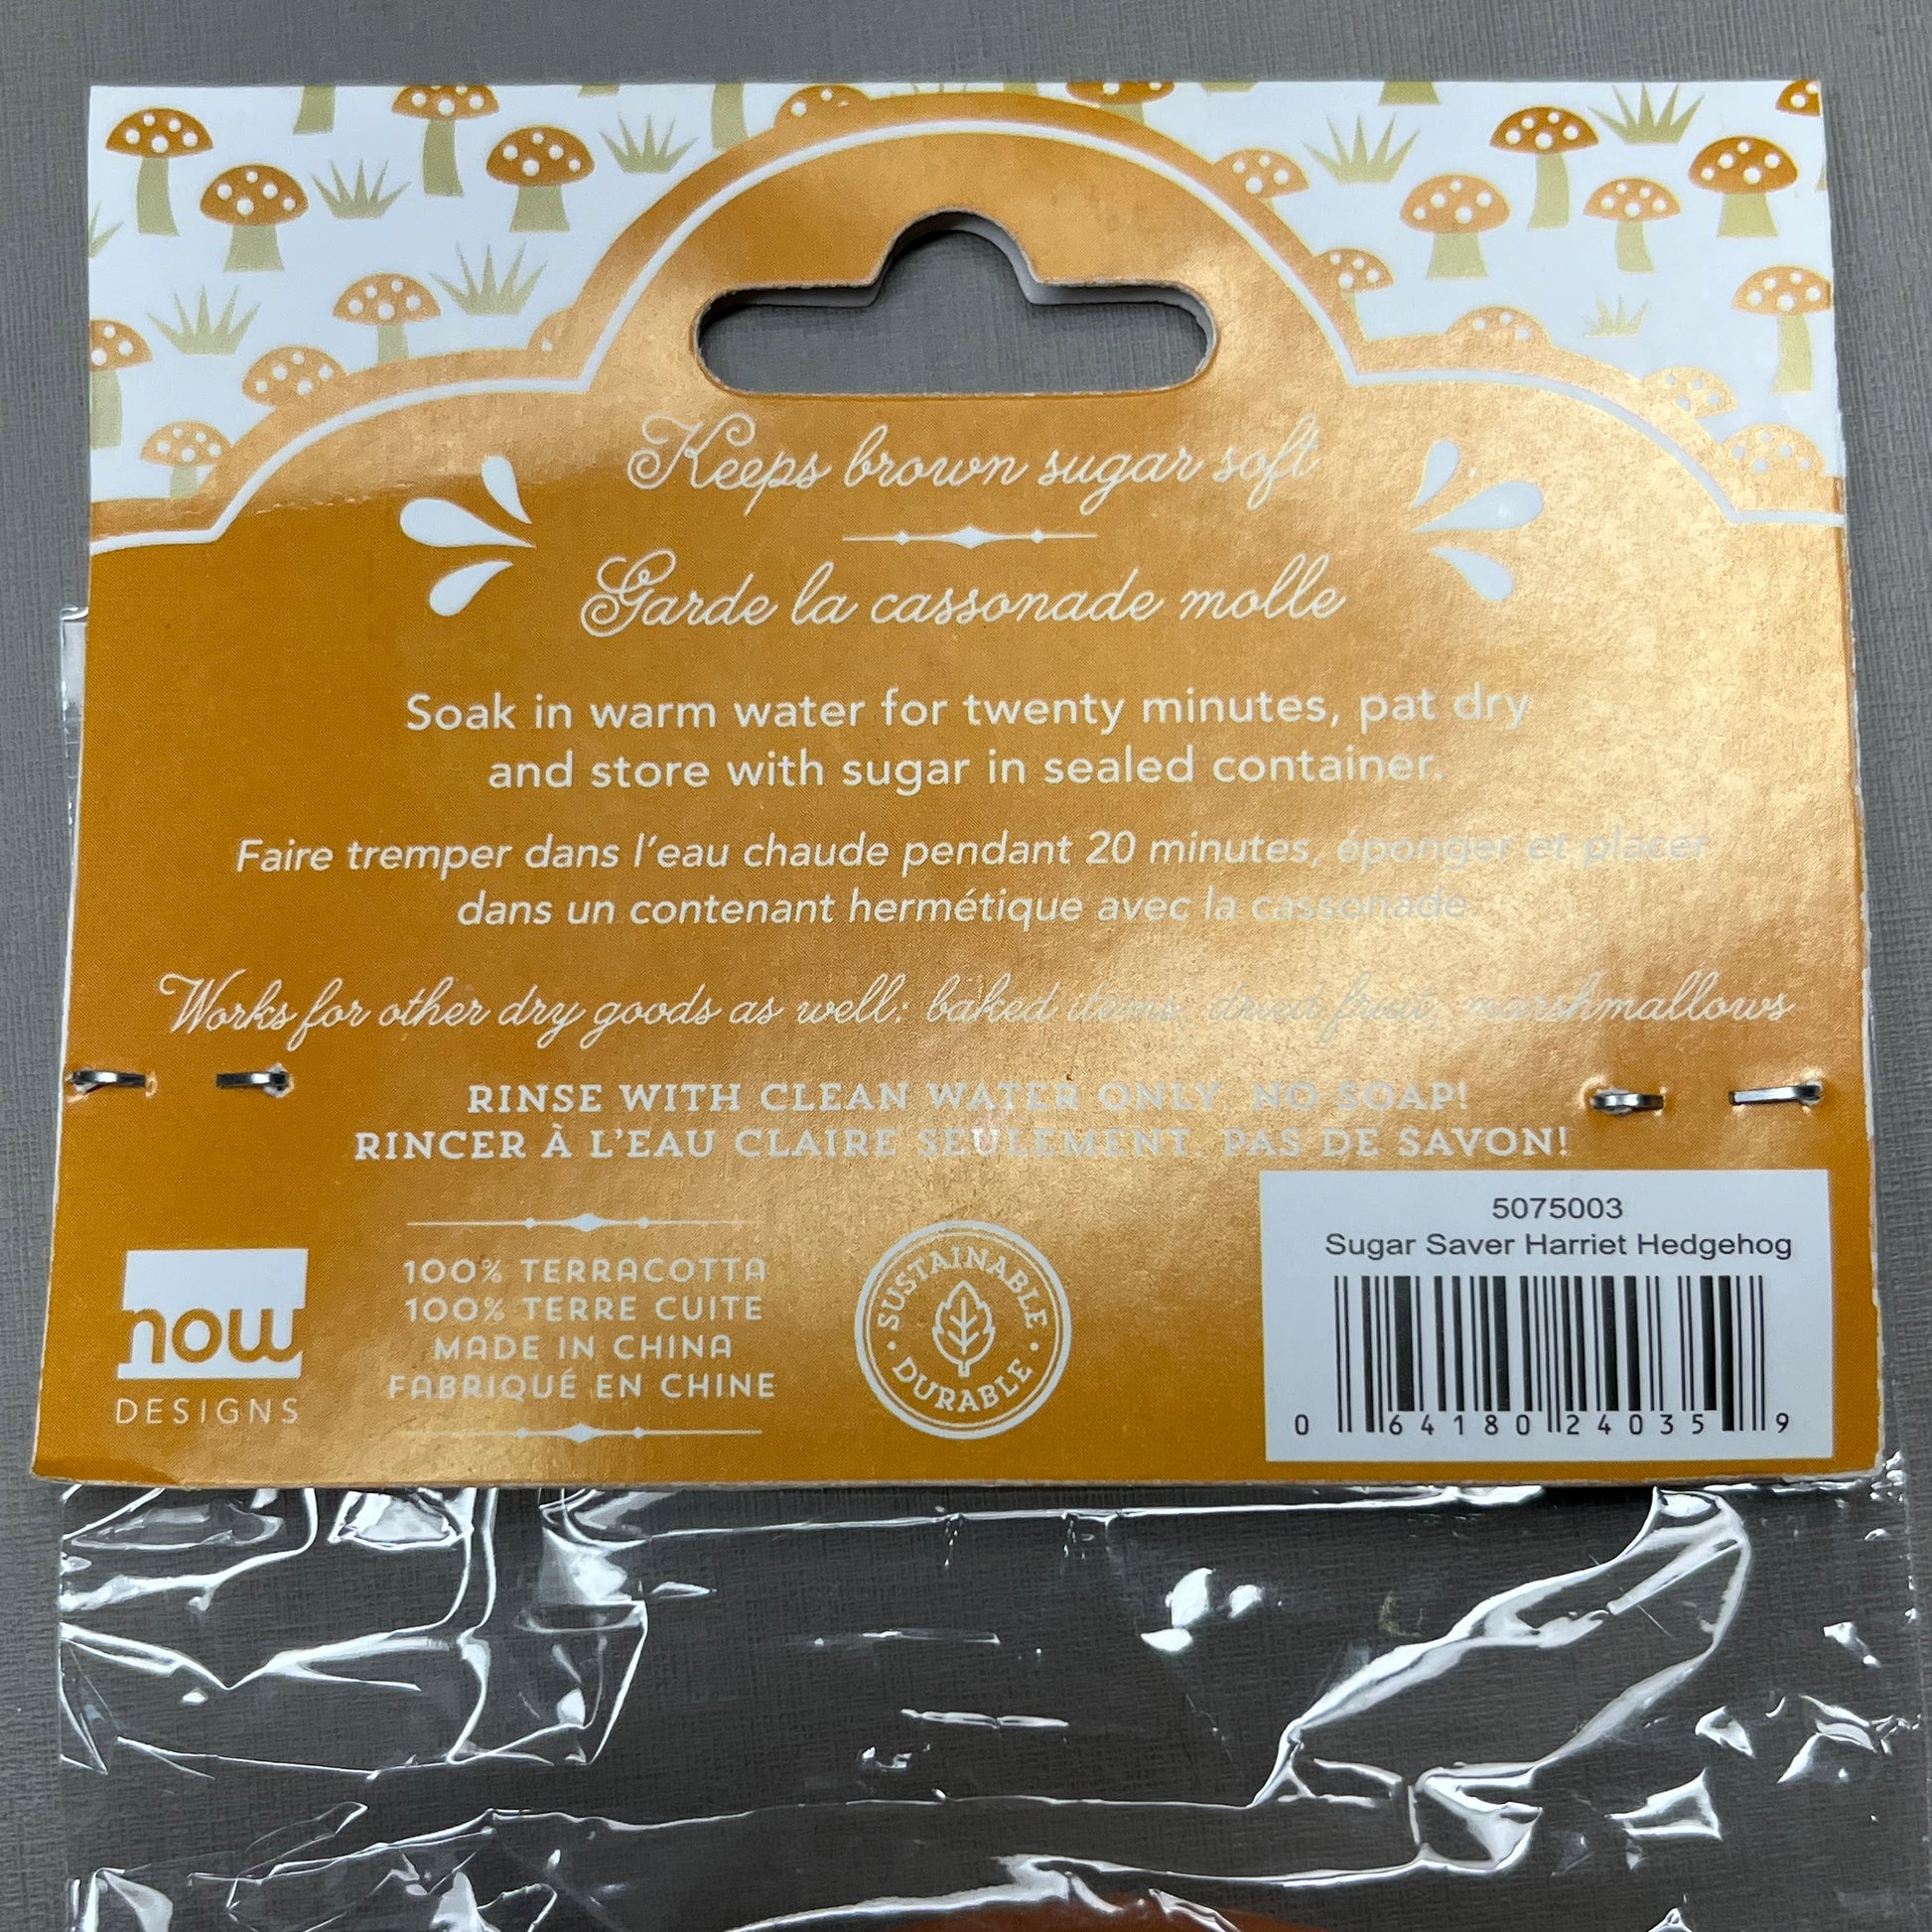 Keeps brown sugar soft
Garde la cassonade molle
Soak in warm water for twenty minutes, pat dry
and store with sugar in sealed container.
Faire tremper dans l'eau chaude pendant 20 minutes, éponger et placer
dans un contenant hermétique avec la cassonade.
Works for other dry goods as well: baked items, dried fruit, marshmallows
RINSE WITH CLEAN WATER ONLY. NO SOAP!
RINCER À L'EAU CLAIRE SEULEMENT. PAS DE SAVON!
now
DESIGNS
100% TERRACOTTA
100% TERRE CUITE
MADE IN CHINA
FABRIQUÉ EN CHINE
SUSTAINABLE
• DURABLE •
5075003
Sugar Saver Harriet Hedgehog
0 64180 24035 9